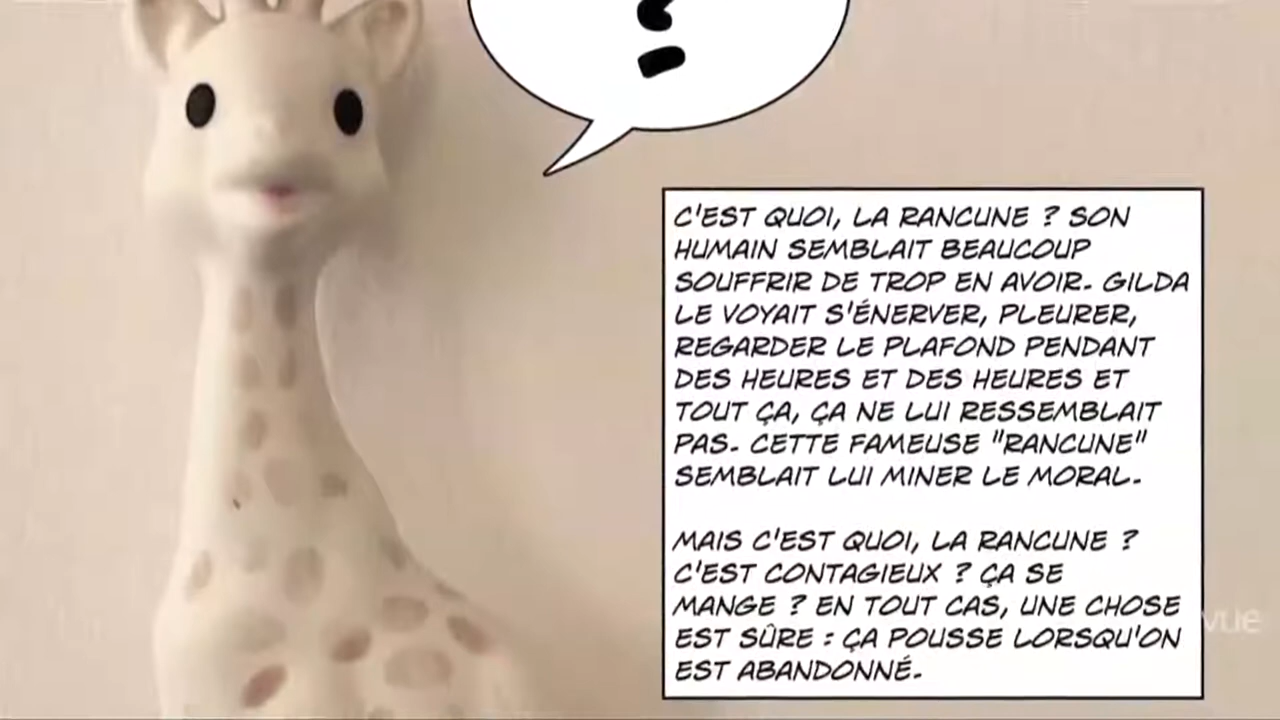 ?
C'EST QUOI, LA RANCUNE ? SON
HUMAIN SEMBLAIT BEAUCOUP
SOUFFRIR DE TROP EN AVOIR. GILDA
LE VOYAIT S'ÉNERVER, PLEURER,
REGARDER LE PLAFOND PENDANT
DES HEURES ET DES HEURES ET
TOUT ÇA, ÇA NE LUI RESSEMBLAIT
PAS. CETTE FAMEUSE "RANCUNE"
SEMBLAIT LUI MINER LE MORAL.
MAIS C'EST QUOI, LA RANCUNE ?
C'EST CONTAGIEUX ? ÇA SE
MANGE ? EN TOUT CAS, UNE CHOSE
EST SÛRE : ÇA POUSSE LORSQU'ON
EST ABANDONNÉ.